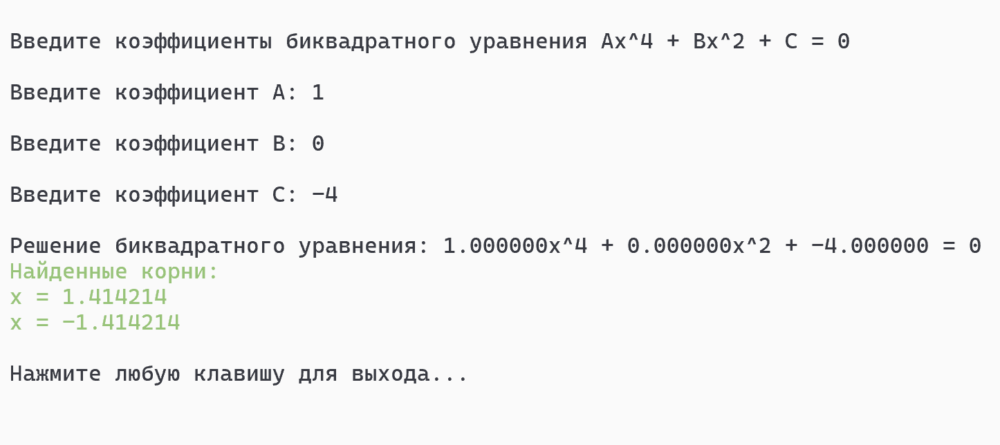 Введите коэффициенты биквадратного уравнения Ax^4 + Bx^2 + C = 0
Введите коэффициент A: 1
Введите коэффициент B: 0
Введите коэффициент C: -4
Решение биквадратного уравнения: 1.000000x^4 + 0.000000x^2 + -4.000000 = 0
Найденные корни:
x = 1.414214
x = -1.414214
Нажмите любую клавишу для выхода...